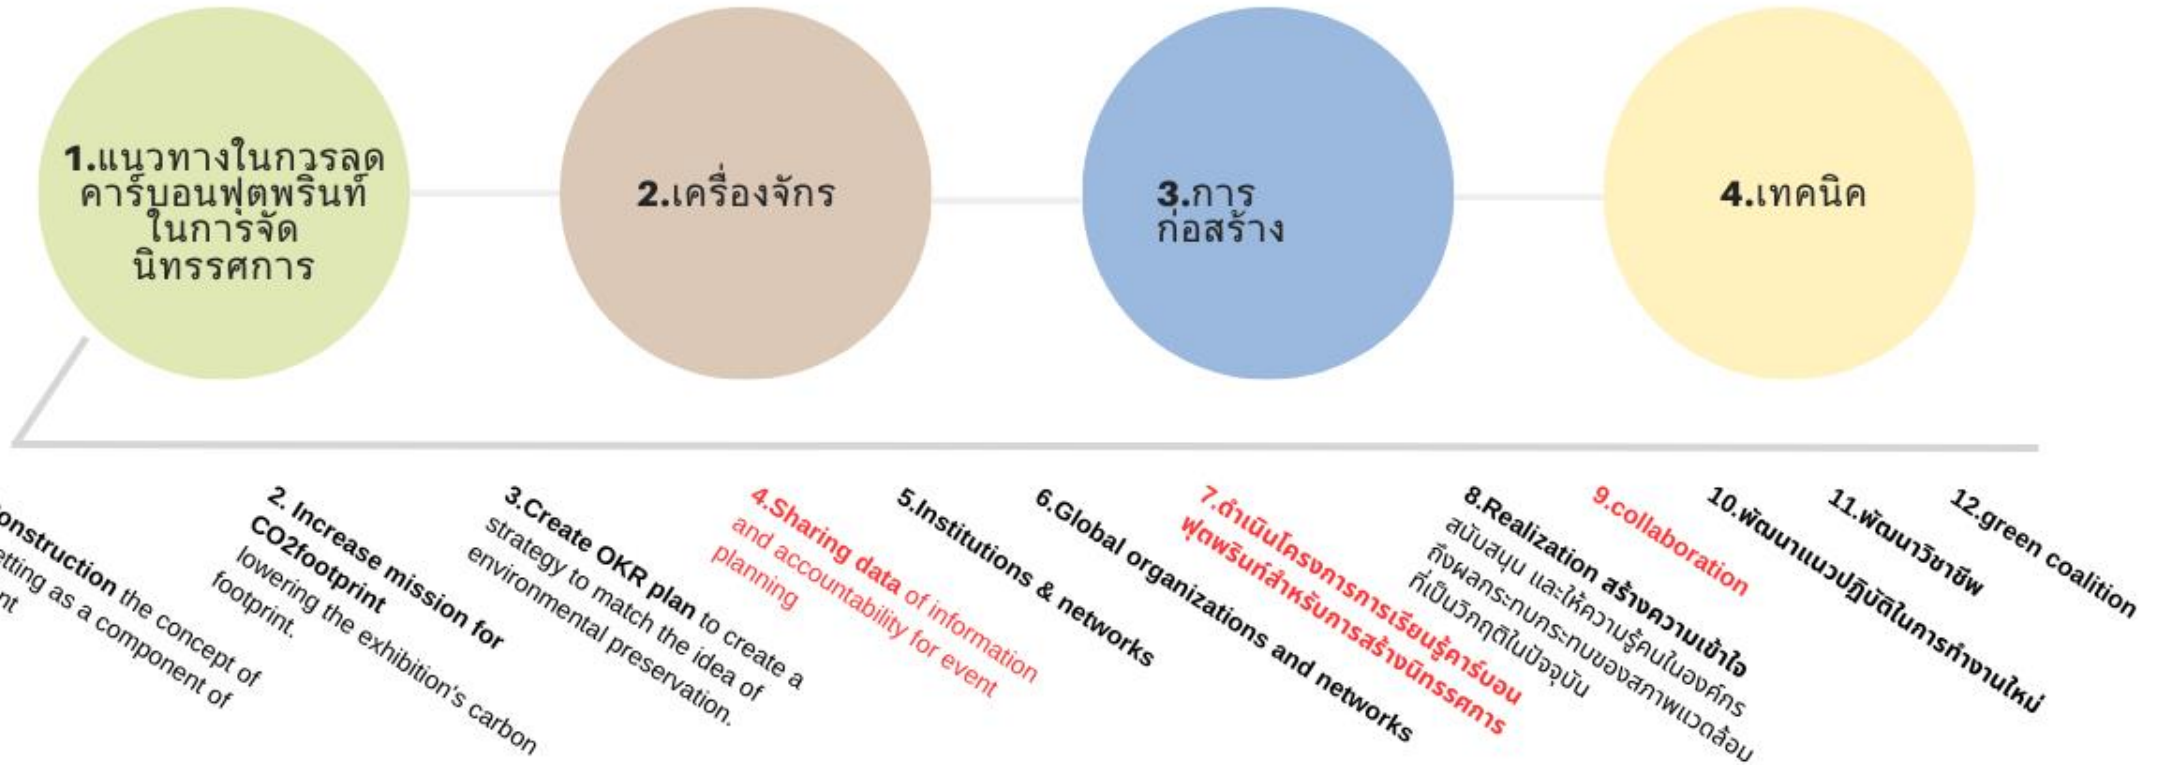 1.แนวทางในการลด
คาร์บอนฟุตพริ้นท์
ในการจัด
นิทรรศการ
2.เครื่องจักร
3.การ
ก่อสร้าง
4.เทคนิค
the concept of
as a component of
2. Increase mission for
CO2footprint
lowering the exhibition's carbon
footprint.
3.Create OKR plan to create a
strategy to match the idea of
environmental preservation.
4.Sharing data of information
and accountability for event
planning
5.Institutions & networks
6.Global organizations and networks
7.ดำเนินโครงการการเรียนรู้คาร์บอน
ฟุตพริ้นท์สำหรับการสร้างนิทรรศการ
8.Realization สร้างความเข้าใจ
สนับสนุน และให้ความรู้คนในองค์กร
ถึงผลกระทบกระทบของสภาพแวดล้อม
ที่เป็นวิกฤติในปัจจุบัน
9.collaboration
10.พัฒนาแนวปฏิบัติในการทำงานใหม่
11.พัฒนาวิชาชีพ
12.green coalition